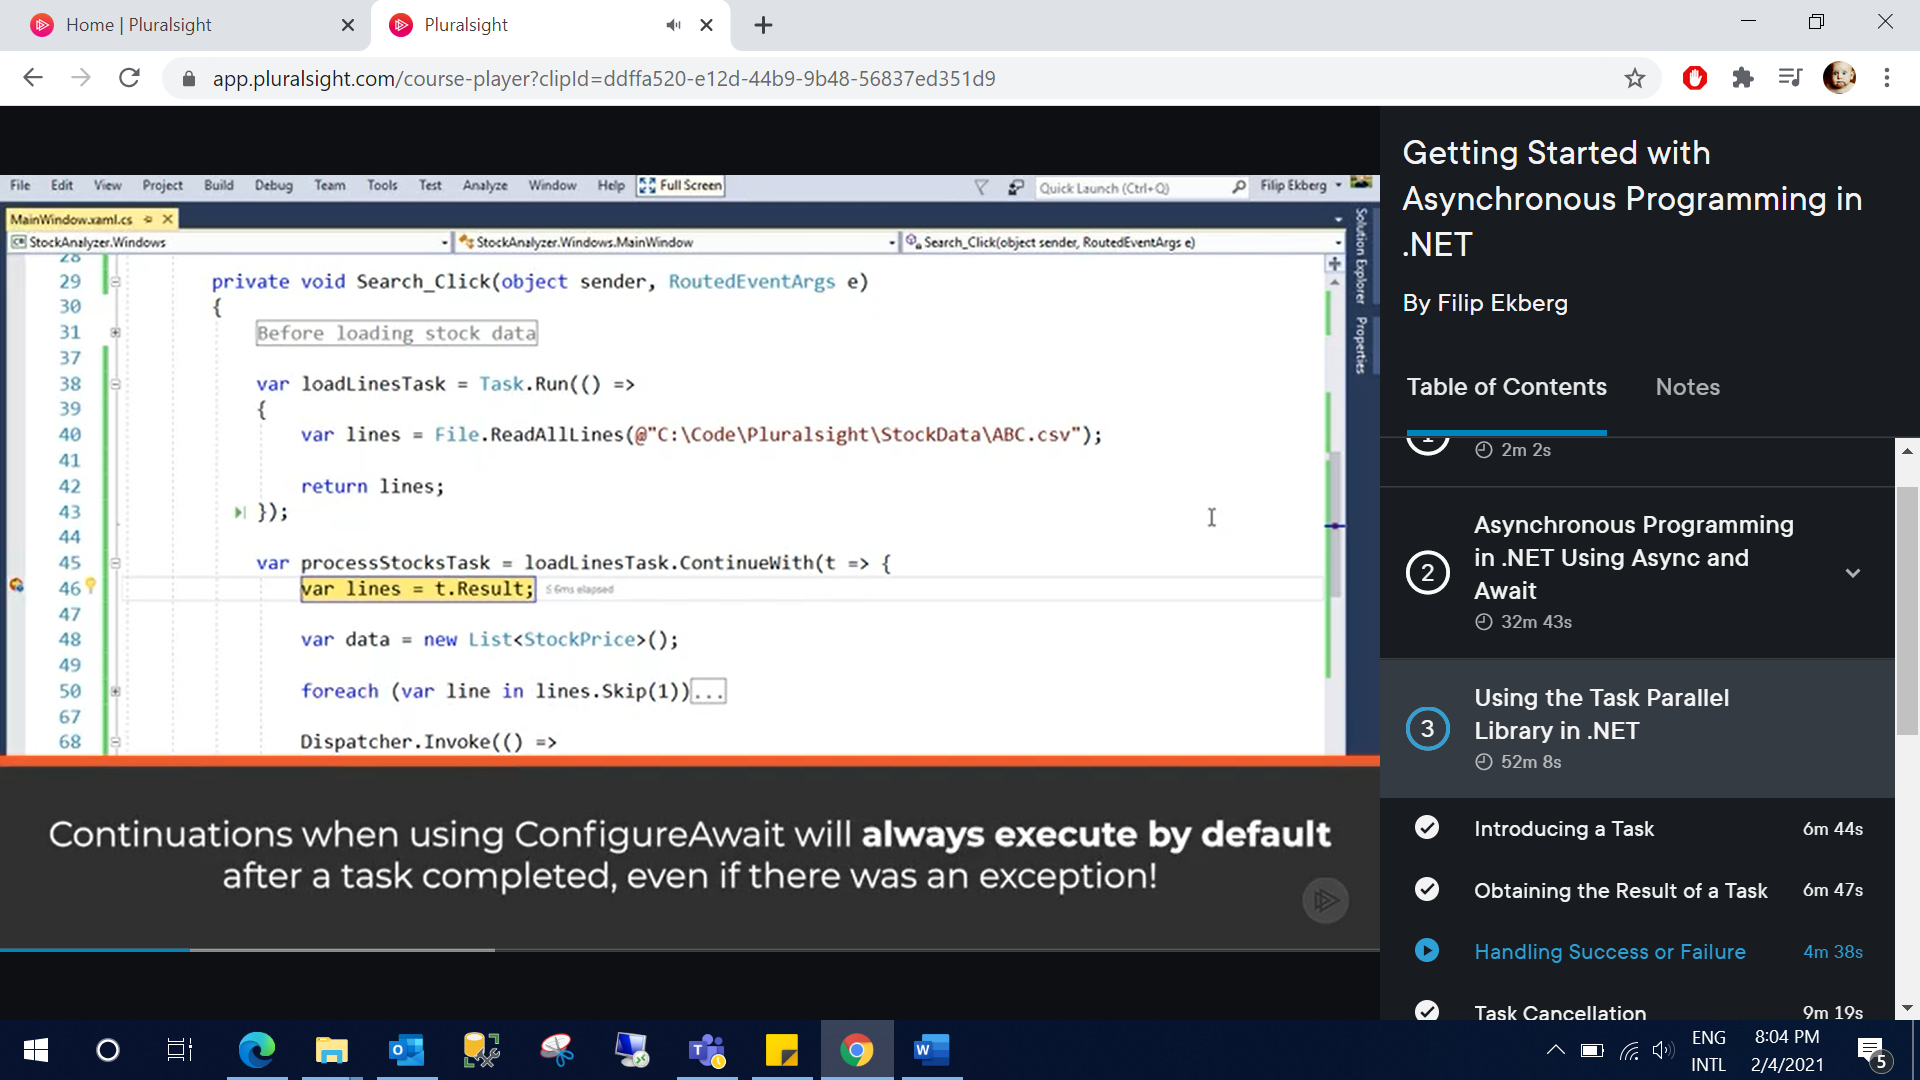 Home | Pluralsight
Pluralsight
app.pluralsight.com/course-player?clipId=ddffa520-e12d-44b9-9b48-56837ed351d9
File Edit View Project Build Debug Team Tools Test Analyze Window Help Full Screen Quick Launch (Ctrl+Q) Filip Ekberg
MainWindow.xaml.cs
StockAnalyzer.Windows StockAnalyzer.Windows.MainWindow Search_Click(object sender, RoutedEventArgs e)
Solution Explorer
Properties
28
29 private void Search_Click(object sender, RoutedEventArgs e)
30 {
31 Before loading stock data
37
38 var loadLinesTask = Task.Run(() =>
39 {
40 var lines = File.ReadAllLines(@"C:\Code\Pluralsight\StockData\ABC.csv");
41
42 return lines;
43 });
44
45 var processStocksTask = loadLinesTask.ContinueWith(t => {
46 var lines = t.Result; ≤6ms elapsed
47
48 var data = new List<StockPrice>();
49
50 foreach (var line in lines.Skip(1))...
67
68 Dispatcher.Invoke(() =>
Continuations when using ConfigureAwait will always execute by default
after a task completed, even if there was an exception!
Getting Started with
Asynchronous Programming in
.NET
By Filip Ekberg
Table of Contents Notes
1
2m 2s
2
Asynchronous Programming
in .NET Using Async and
Await
32m 43s
3
Using the Task Parallel
Library in .NET
52m 8s
Introducing a Task 6m 44s
Obtaining the Result of a Task 6m 47s
Handling Success or Failure 4m 38s
Task Cancellation 9m 19s
ENG
INTL
8:04 PM
2/4/2021
5